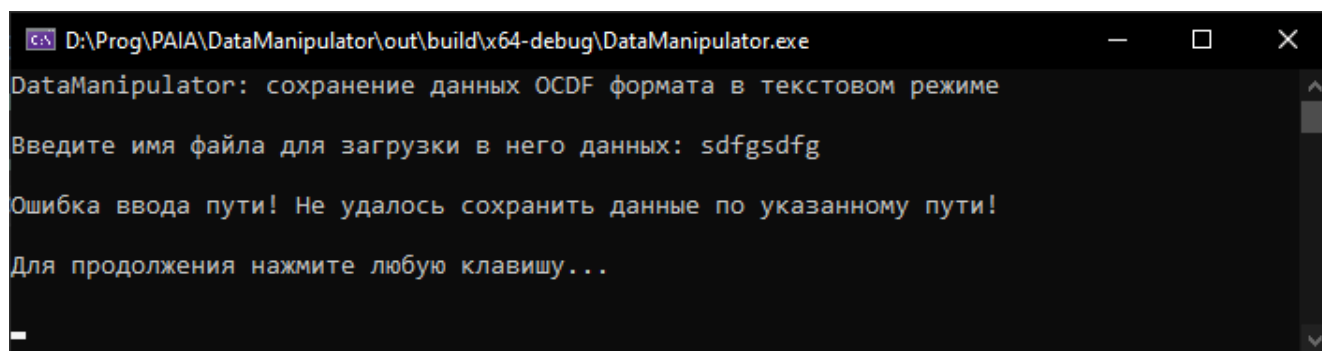 D:\Prog\PAIA\DataManipulator\out\build\x64-debug\DataManipulator.exe
DataManipulator: сохранение данных OCDF формата в текстовом режиме
Введите имя файла для загрузки в него данных: sdfgsdfg
Ошибка ввода пути! Не удалось сохранить данные по указанному пути!
Для продолжения нажмите любую клавишу...